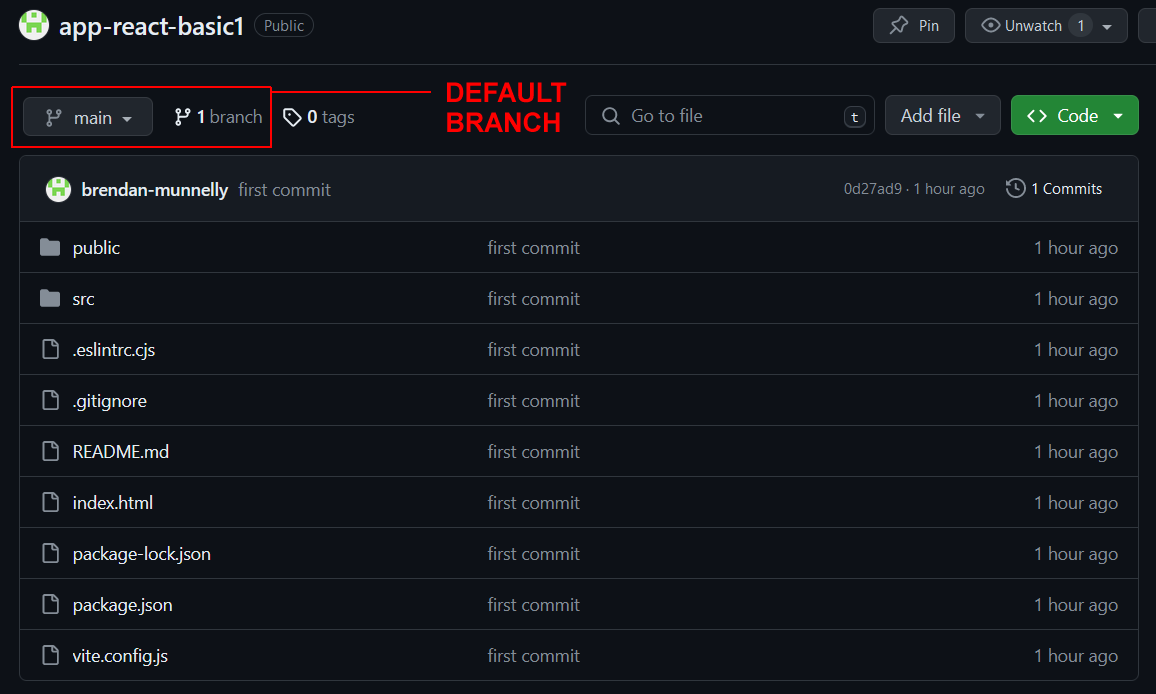 app-react-basic1 Public Pin Unwatch 1
main 1 branch 0 tags DEFAULT BRANCH Go to file t Add file Code
brendan-munnelly first commit 0d27ad9 · 1 hour ago 1 Commits
public first commit 1 hour ago
src first commit 1 hour ago
.eslintrc.cjs first commit 1 hour ago
.gitignore first commit 1 hour ago
README.md first commit 1 hour ago
index.html first commit 1 hour ago
package-lock.json first commit 1 hour ago
package.json first commit 1 hour ago
vite.config.js first commit 1 hour ago